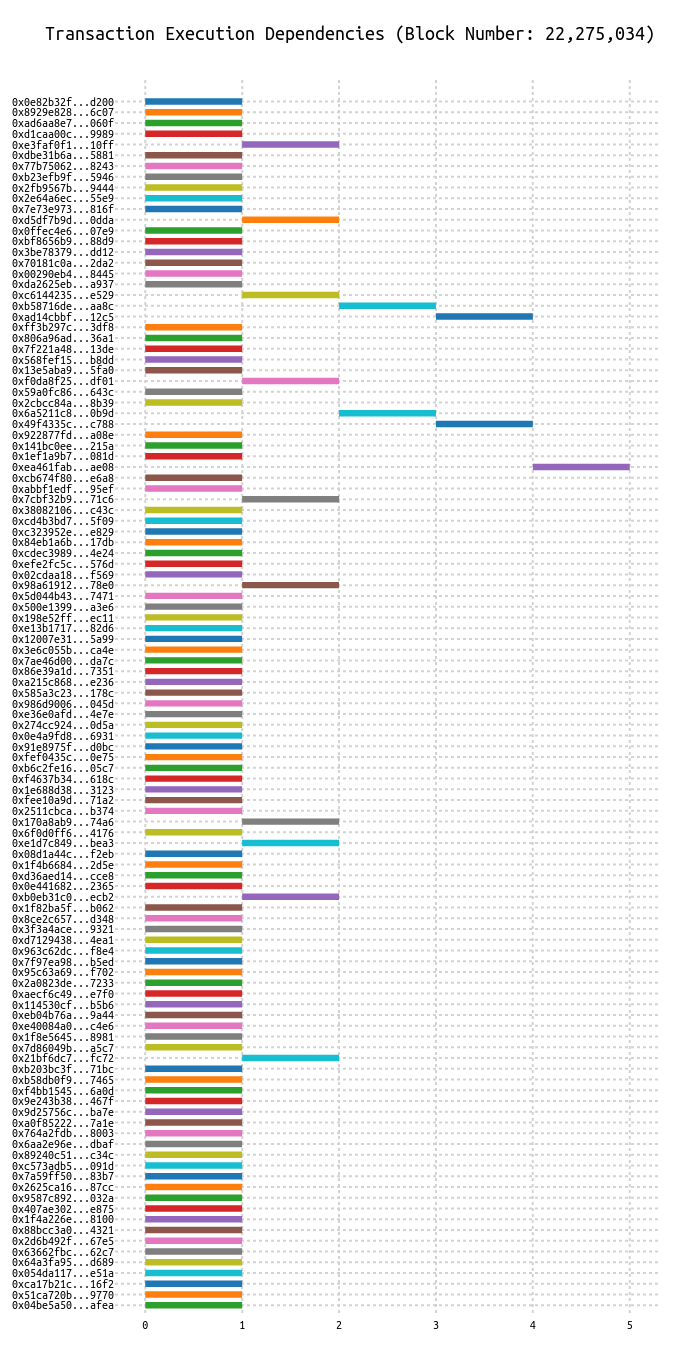 Transaction Execution Dependencies (Block Number: 22,275,034)
0x0e82b32f...d200
0x8929e828...6c07
0xad6aa8e7...060f
0xd1caa00c...9989
0xe3faf0f1...10ff
0xdbe31b6a...5881
0x77b75062...8243
0xb23efb9f...5946
0x2fb9567b...9444
0x2e64a6ec...55e9
0x7e73e973...816f
0xd5df7b9d...0dda
0x0ffec4e6...07e9
0xbf8656b9...88d9
0x3be78379...dd12
0x70181c0a...2da2
0x00290eb4...8445
0xda2625eb...a937
0xc6144235...e529
0xb58716de...aa8c
0xad14cbbf...12c5
0xff3b297c...3df8
0x806a96ad...36a1
0x7f221a48...13de
0x568fef15...b8dd
0x13e5aba9...5fa0
0xf0da8f25...df01
0x59a0fc86...643c
0x2cbcc84a...8b39
0x6a5211c8...0b9d
0x49f4335c...c788
0x922877fd...a08e
0x141bc0ee...215a
0x1ef1a9b7...081d
0xea461fab...ae08
0xcb674f80...e6a8
0xabbf1edf...95ef
0x7cbf32b9...71c6
0x38082106...c43c
0xcd4b3bd7...5f09
0xc323952e...e829
0x84eb1a6b...17db
0xcdec3989...4e24
0xefe2fc5c...576d
0x02cdaa18...f569
0x98a61912...78e0
0x5d044b43...7471
0x500e1399...a3e6
0x198e52ff...ec11
0xe13b1717...82d6
0x12007e31...5a99
0x3e6c055b...ca4e
0x7ae46d00...da7c
0x86e39a1d...7351
0xa215c868...e236
0x585a3c23...178c
0x986d9006...045d
0xe36e0afd...4e7e
0x274cc924...0d5a
0x0e4a9fd8...6931
0x91e8975f...d0bc
0xfef0435c...0e75
0xb6c2fe16...05c7
0xf4637b34...618c
0x1e688d38...3123
0xfee10a9d...71a2
0x2511cbca...b374
0x170a8ab9...74a6
0x6f0d0ff6...4176
0xe1d7c849...bea3
0x08d1a44c...f2eb
0x1f4b6684...2d5e
0xd36aed14...cce8
0x0e441682...2365
0xb0eb31c0...ecb2
0x1f82ba5f...b062
0x8ce2c657...d348
0x3f3a4ace...9321
0xd7129438...4ea1
0x963c62dc...f8e4
0x7f97ea98...b5ed
0x95c63a69...f702
0x2a0823de...7233
0xaecf6c49...e7f0
0x114530cf...b5b6
0xeb04b76a...9a44
0xe40084a0...c4e6
0x1f8e5645...8981
0x7d86049b...a5c7
0x21bf6dc7...fc72
0xb203bc3f...71bc
0xb58db0f9...7465
0xf4bb1545...6a0d
0x9e243b38...467f
0x9d25756c...ba7e
0xa0f85222...7a1e
0x764a2fdb...8003
0x6aa2e96e...dbaf
0x89240c51...c34c
0xc573adb5...091d
0x7a59ff50...83b7
0x2625ca16...87cc
0x9587c892...032a
0x407ae302...e875
0x1f4a226e...8100
0x88bcc3a0...4321
0x2d6b492f...67e5
0x63662fbc...62c7
0x64a3fa95...d689
0x054da117...e51a
0xca17b21c...16f2
0x51ca720b...9770
0x04be5a50...afea
0 1 2 3 4 5